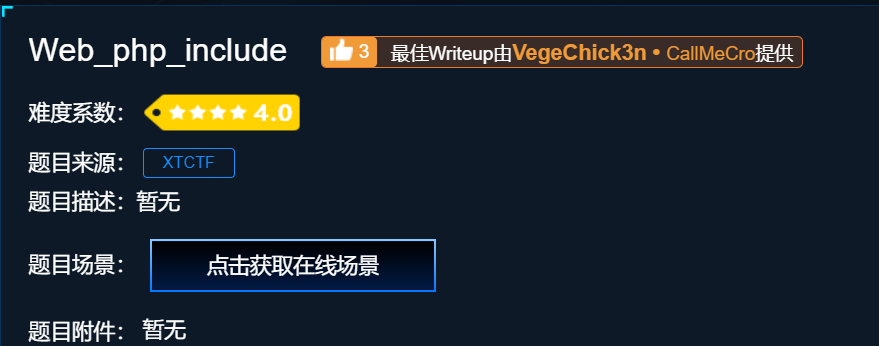 Web_php_include 3 最佳Writeup由VegeChick3n • CallMeCro提供
难度系数： 4.0
题目来源： XTCTF
题目描述：暂无
题目场景： 点击获取在线场景
题目附件： 暂无